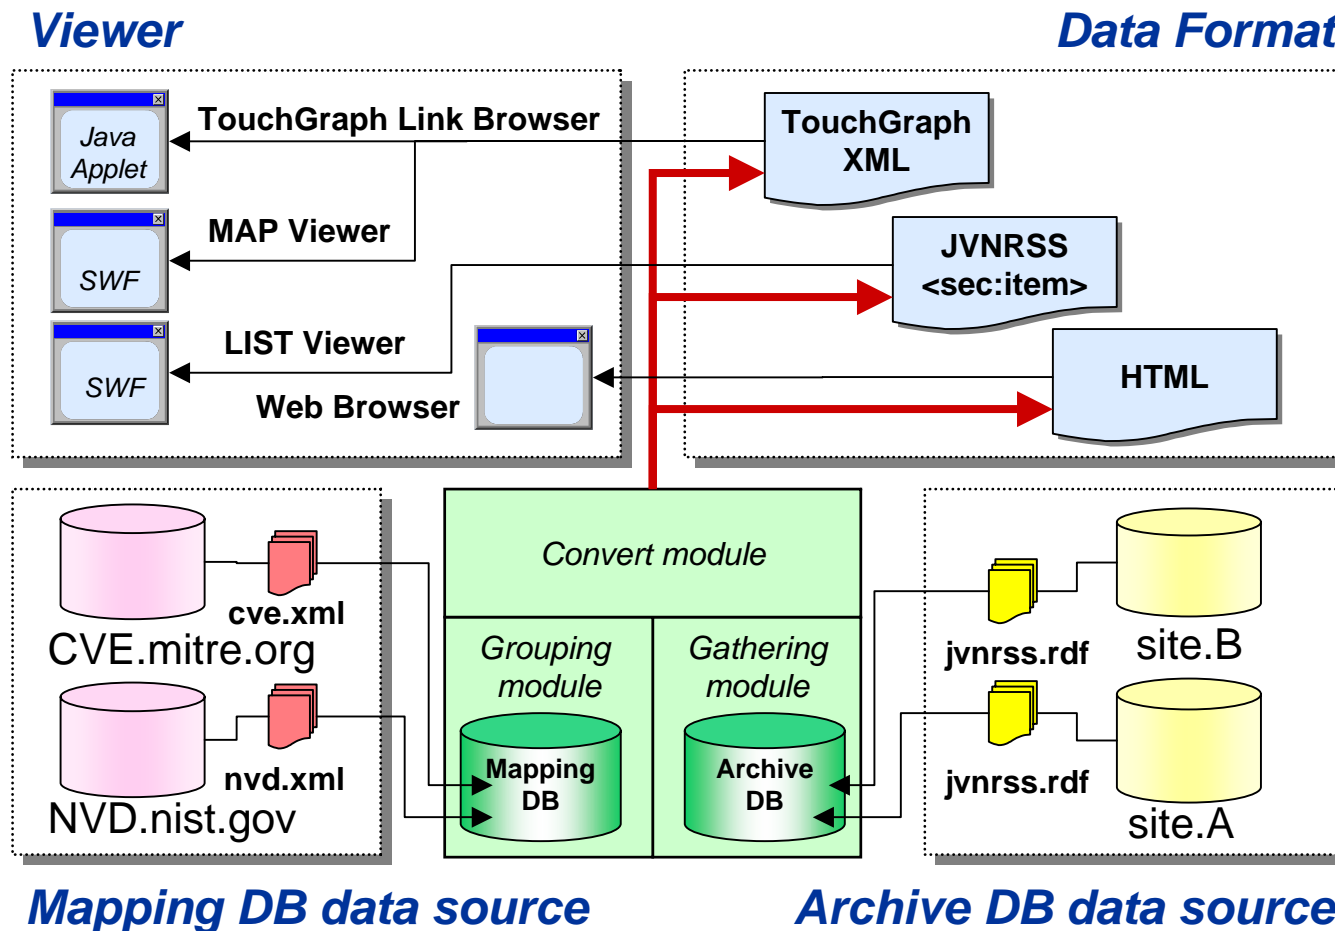 Viewer
Data Format
TouchGraph Link Browser
Java
Applet
TouchGraph
XML
MAP Viewer
SWF
JVNRSS
<sec:item>
LIST Viewer
SWF
Web Browser
HTML
Convert module
cve.xml
CVE.mitre.org
Grouping
module
Gathering
module
jvnrss.rdf
site.B
nvd.xml
NVD.nist.gov
Mapping
DB
Archive
DB
jvnrss.rdf
site.A
Mapping DB data source
Archive DB data source